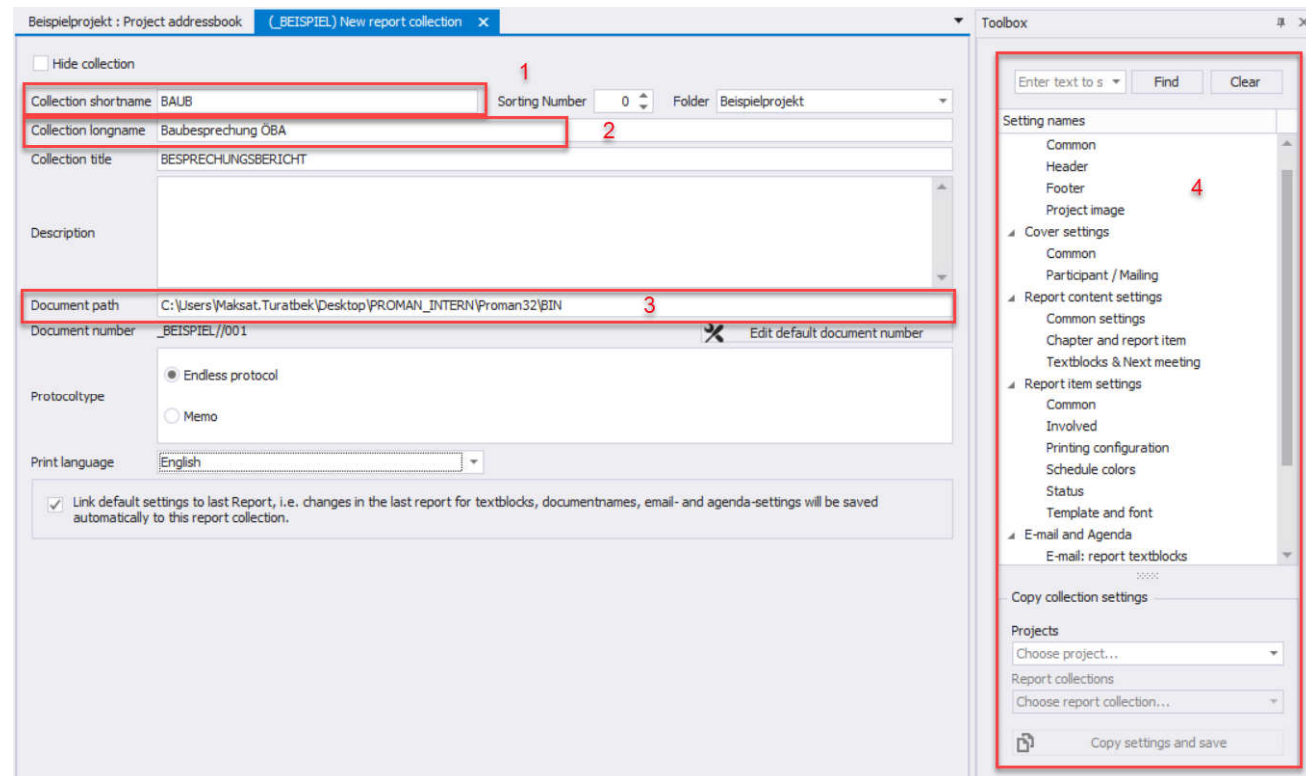 Beispielprojekt : Project addressbook (_BEISPIEL) New report collection X
Hide collection
1
Collection shortname BAUB Sorting Number 0 Folder Beispielprojekt
Collection longname Baubesprechung ÖBA 2
Collection title BESPRECHUNGSBERICHT
Description
Document path C:\Users\Maksat.Turatbek\Desktop\PROMAN_INTERN\Proman32\BIN 3
Document number _BEISPIEL//001 Edit default document number
Protocoltype
Endless protocol
Memo
Print language English
Link default settings to last Report, i.e. changes in the last report for textblocks, documentnames, email- and agenda-settings will be saved
automatically to this report collection.
Toolbox
Enter text to s Find Clear
Setting names
Common
Header
Footer 4
Project image
Cover settings
Common
Participant / Mailing
Report content settings
Common settings
Chapter and report item
Textblocks & Next meeting
Report item settings
Common
Involved
Printing configuration
Schedule colors
Status
Template and font
E-mail and Agenda
E-mail: report textblocks
Copy collection settings
Projects
Choose project...
Report collections
Choose report collection...
Copy settings and save